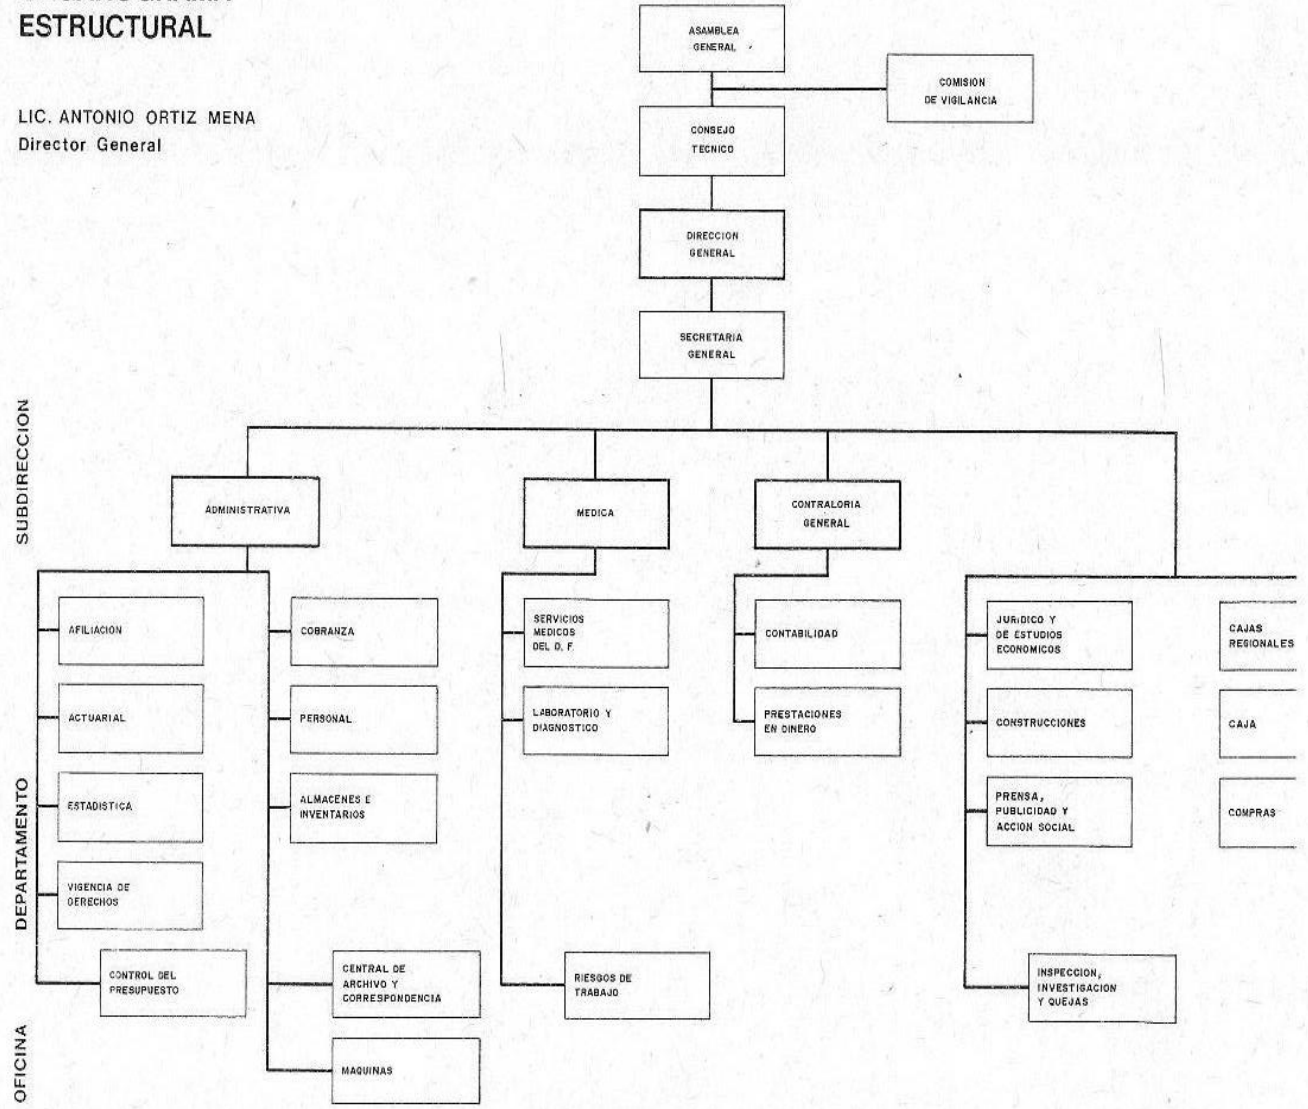 ESTRUCTURAL
LIC. ANTONIO ORTIZ MENA
Director General
ASAMBLEA
GENERAL
COMISION
DE VIGILANCIA
CONSEJO
TECNICO
DIRECCION
GENERAL
SECRETARIA
GENERAL
SUBDIRECCION
ADMINISTRATIVA
MEDICA
CONTRALORIA
GENERAL
DEPARTAMENTO
AFILIACION
COBRANZA
SERVICIOS
MEDICOS
DEL D. F.
CONTABILIDAD
JURIDICO Y
DE ESTUDIOS
ECONOMICOS
CAJAS
REGIONALES
ACTUARIAL
PERSONAL
LABORATORIO Y
DIAGNOSTICO
PRESTACIONES
EN DINERO
CONSTRUCCIONES
CAJA
ESTADISTICA
ALMACENES E
INVENTARIOS
PRENSA,
PUBLICIDAD Y
ACCION SOCIAL
COMPRAS
VIGENCIA DE
DERECHOS
OFICINA
CONTROL DEL
PRESUPUESTO
CENTRAL DE
ARCHIVO Y
CORRESPONDENCIA
RIESGOS DE
TRABAJO
INSPECCION,
INVESTIGACION
Y QUEJAS
MAQUINAS